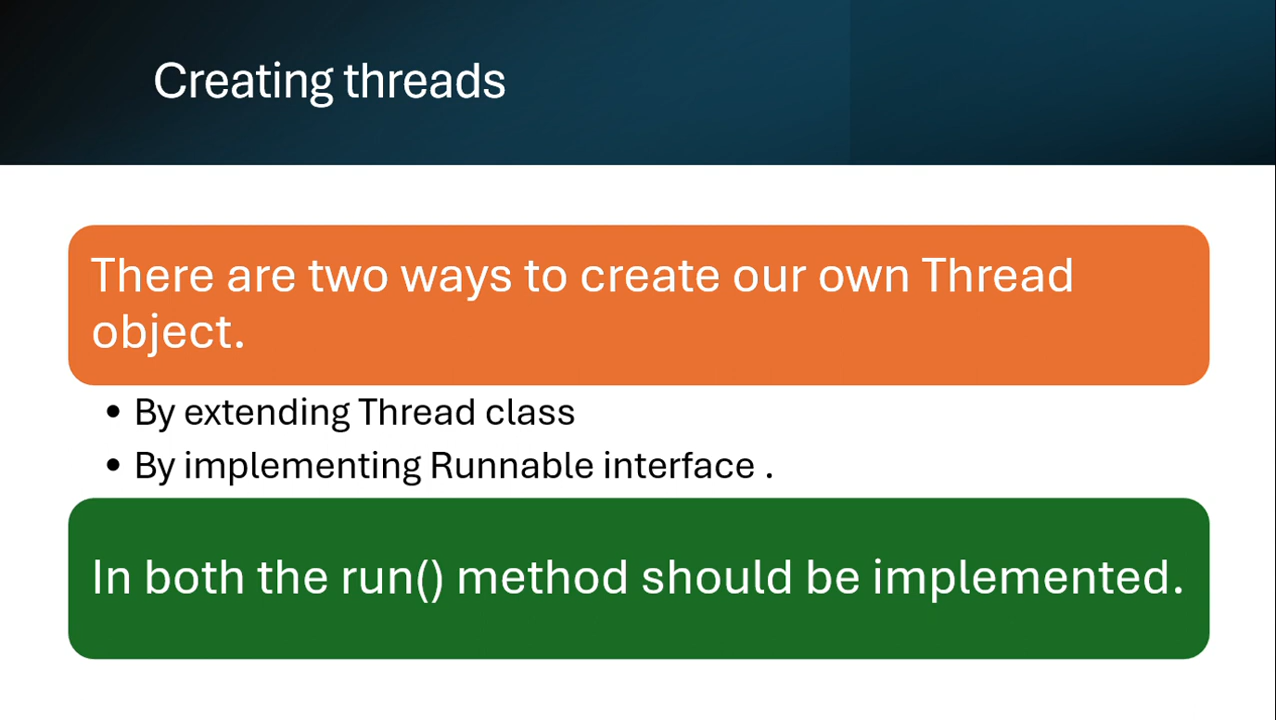 Creating threads
There are two ways to create our own Thread
object.
• By extending Thread class
• By implementing Runnable interface .
In both the run() method should be implemented.